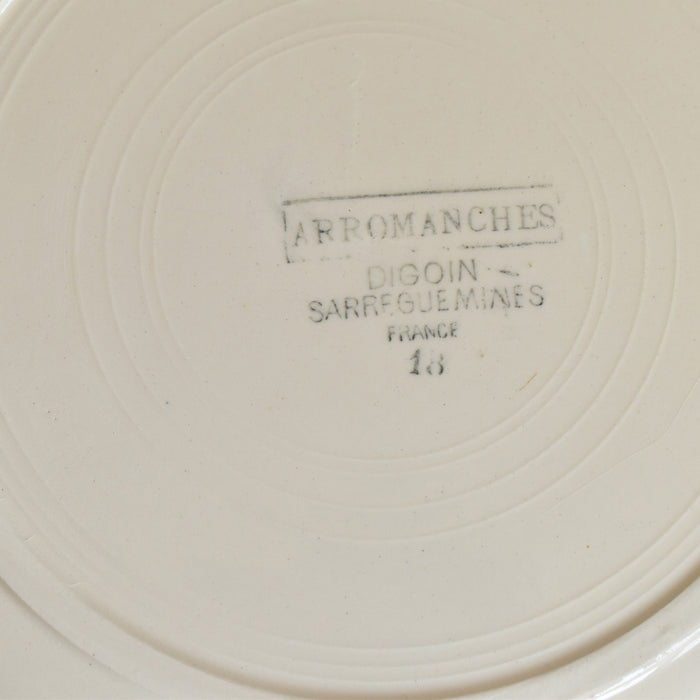 ARROMANCHES
DIGOIN
SARREGUEMINES
FRANCE
18